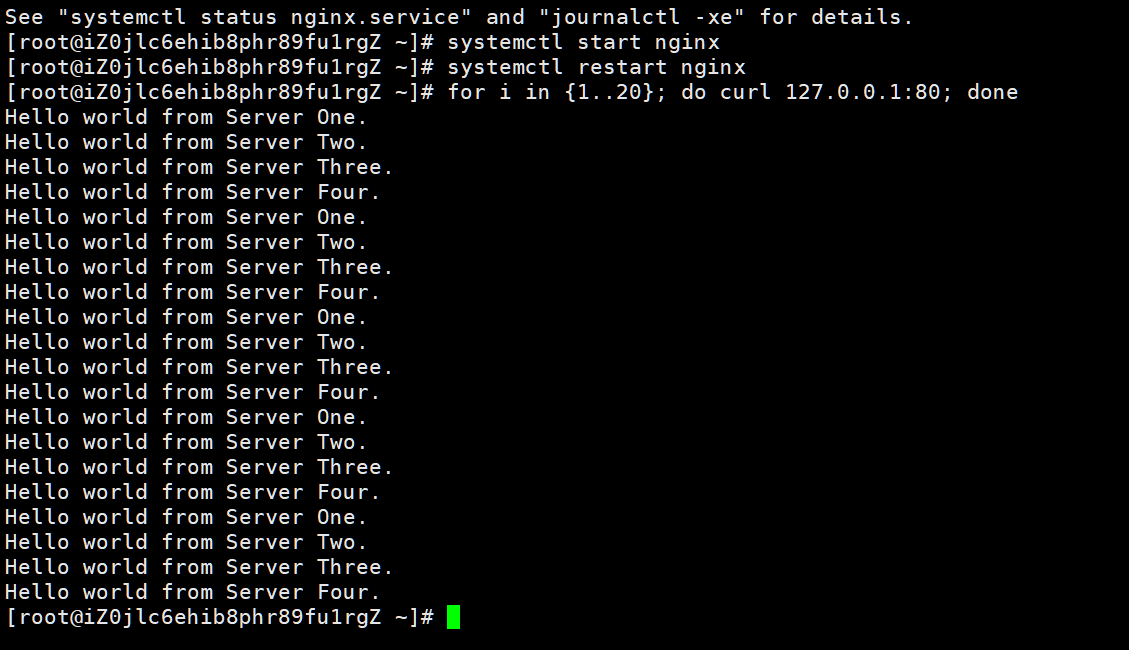 See "systemctl status nginx.service" and "journalctl -xe" for details.
[root@iZ0jlc6ehib8phr89fu1rgZ ~]# systemctl start nginx
[root@iZ0jlc6ehib8phr89fu1rgZ ~]# systemctl restart nginx
[root@iZ0jlc6ehib8phr89fu1rgZ ~]# for i in {1..20}; do curl 127.0.0.1:80; done
Hello world from Server One.
Hello world from Server Two.
Hello world from Server Three.
Hello world from Server Four.
Hello world from Server One.
Hello world from Server Two.
Hello world from Server Three.
Hello world from Server Four.
Hello world from Server One.
Hello world from Server Two.
Hello world from Server Three.
Hello world from Server Four.
Hello world from Server One.
Hello world from Server Two.
Hello world from Server Three.
Hello world from Server Four.
Hello world from Server One.
Hello world from Server Two.
Hello world from Server Three.
Hello world from Server Four.
[root@iZ0jlc6ehib8phr89fu1rgZ ~]#